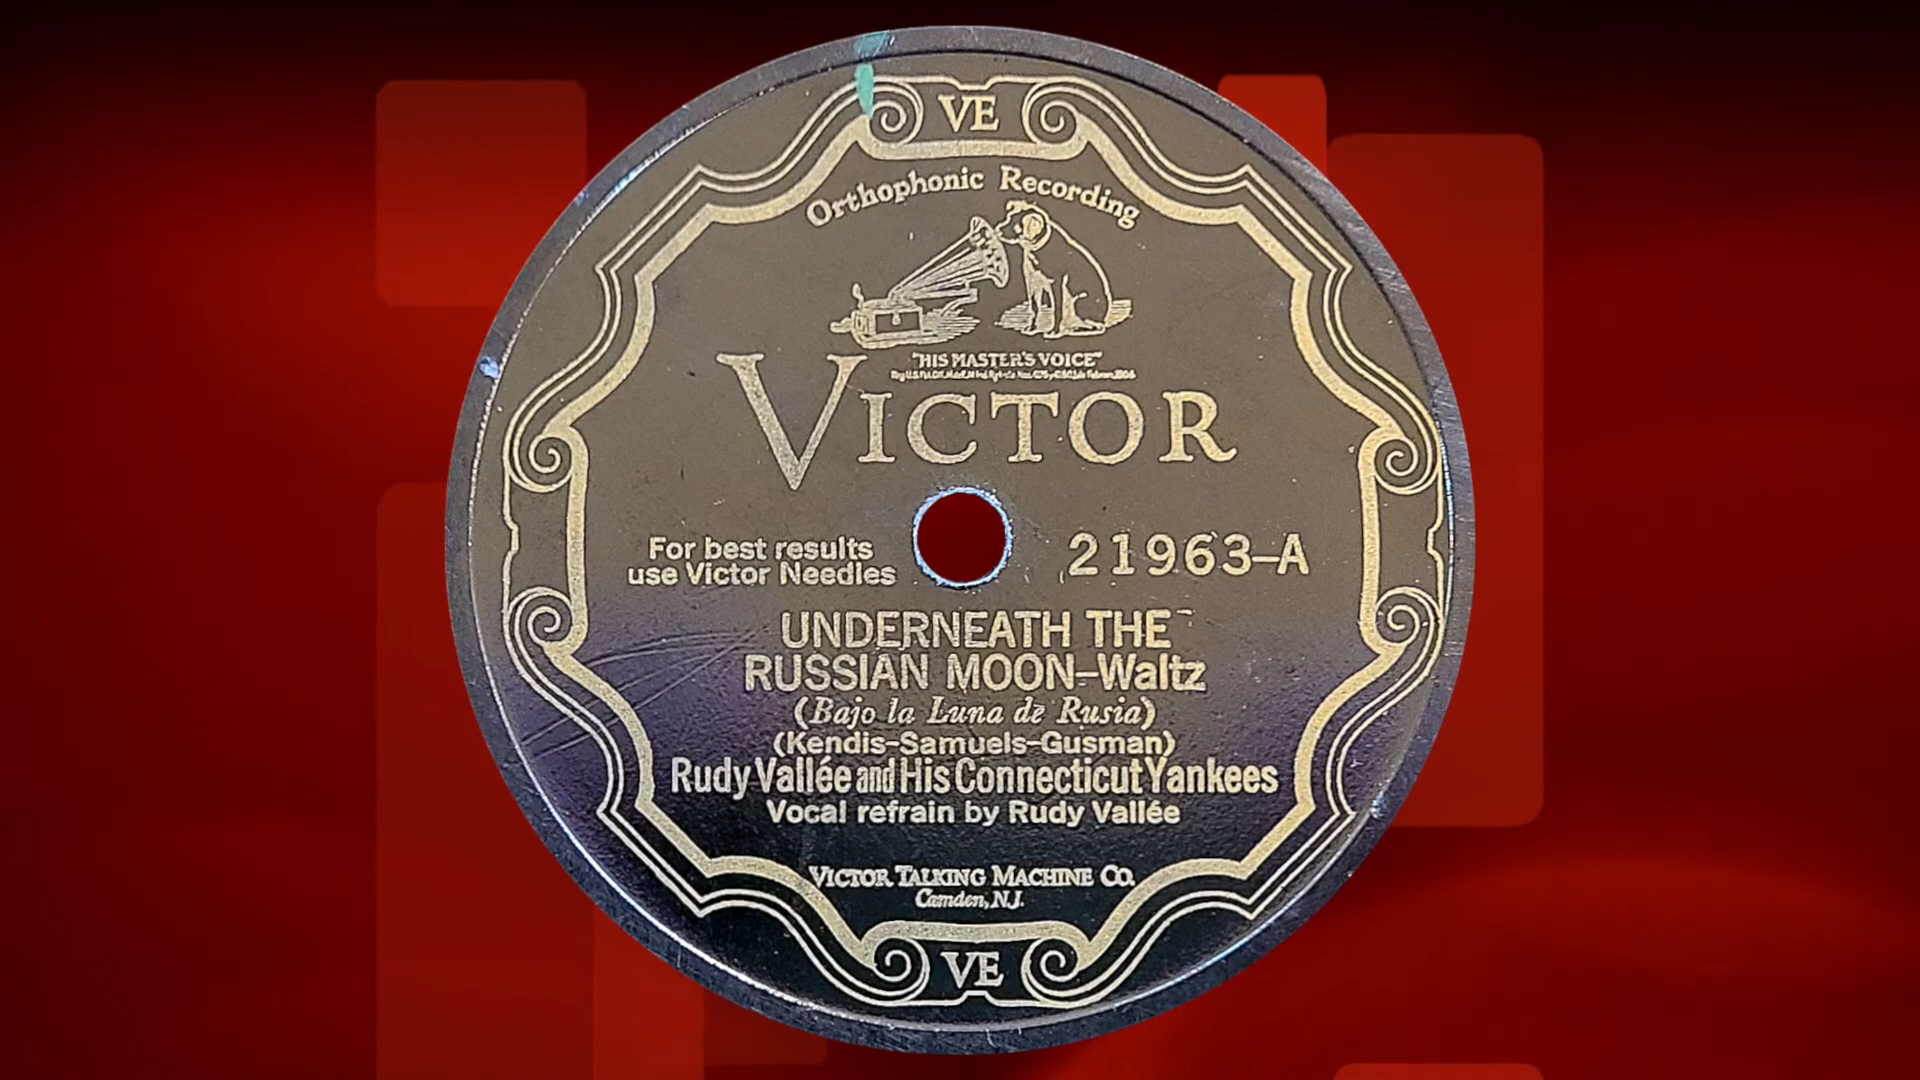 VE
Orthophonic Recording
"HIS MASTER'S VOICE"
VICTOR
For best results
use Victor Needles
21963-A
UNDERNEATH THE
RUSSIAN MOON-Waltz
(Bajo la Luna de Rusia)
(Kendis-Samuels-Gusman)
Rudy Vallée and His Connecticut Yankees
Vocal refrain by Rudy Vallée
VICTOR TALKING MACHINE CO.
Camden, N.J.
VE